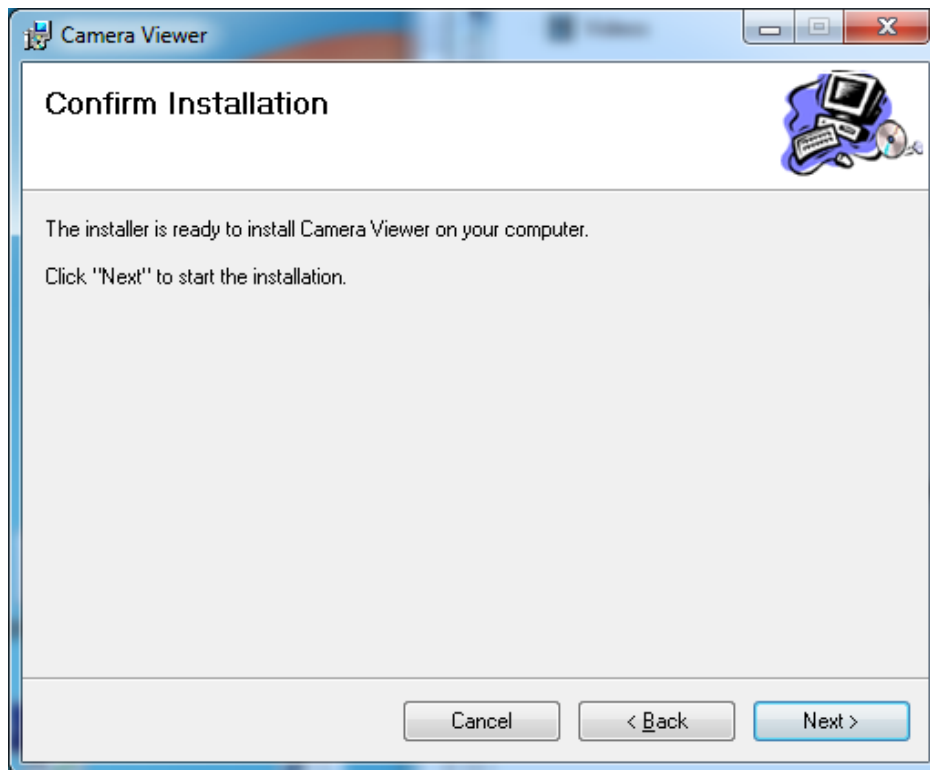 Camera Viewer
Confirm Installation
The installer is ready to install Camera Viewer on your computer.
Click "Next" to start the installation.
Cancel
< Back
Next >